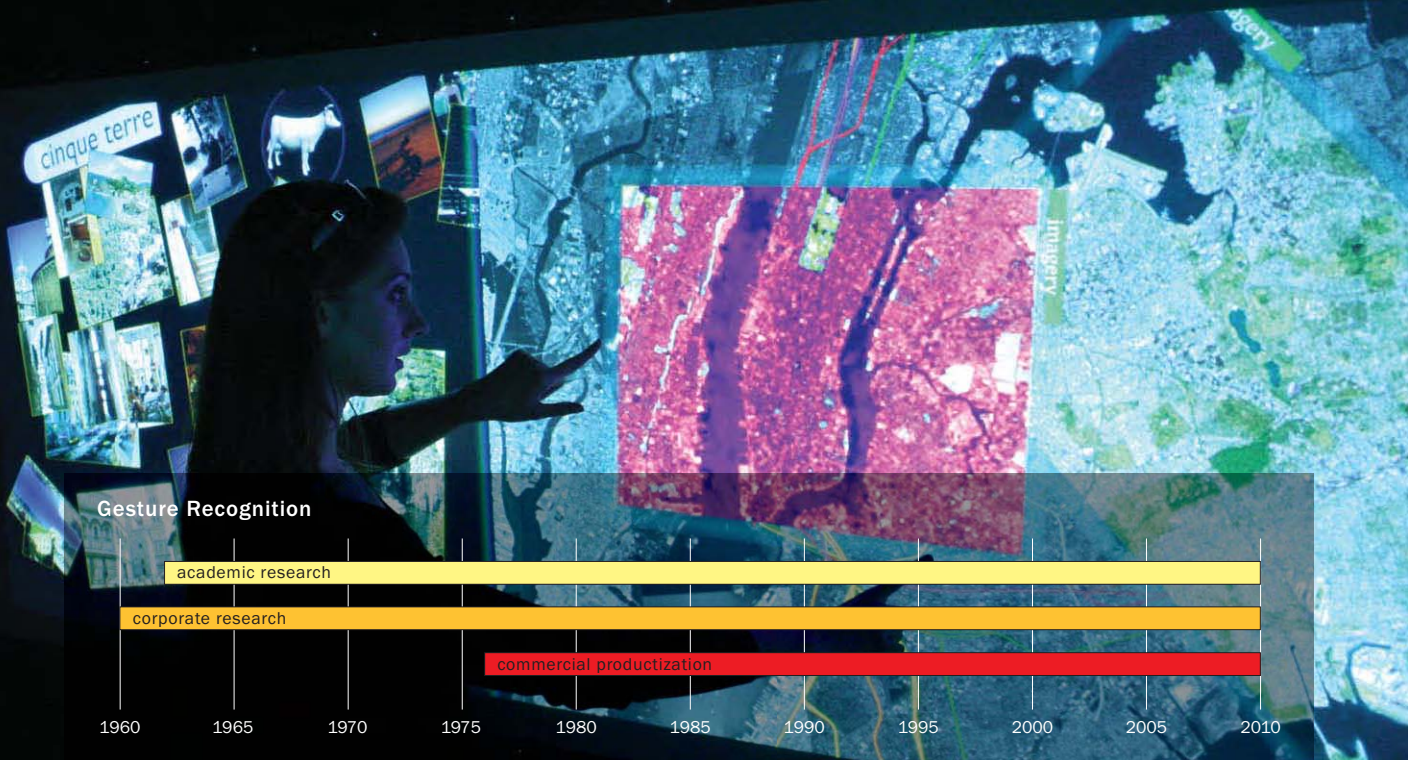 agery
cinque terre
imagery
Gesture Recognition
academic research
corporate research
commercial productization
1960 1965 1970 1975 1980 1985 1990 1995 2000 2005 2010